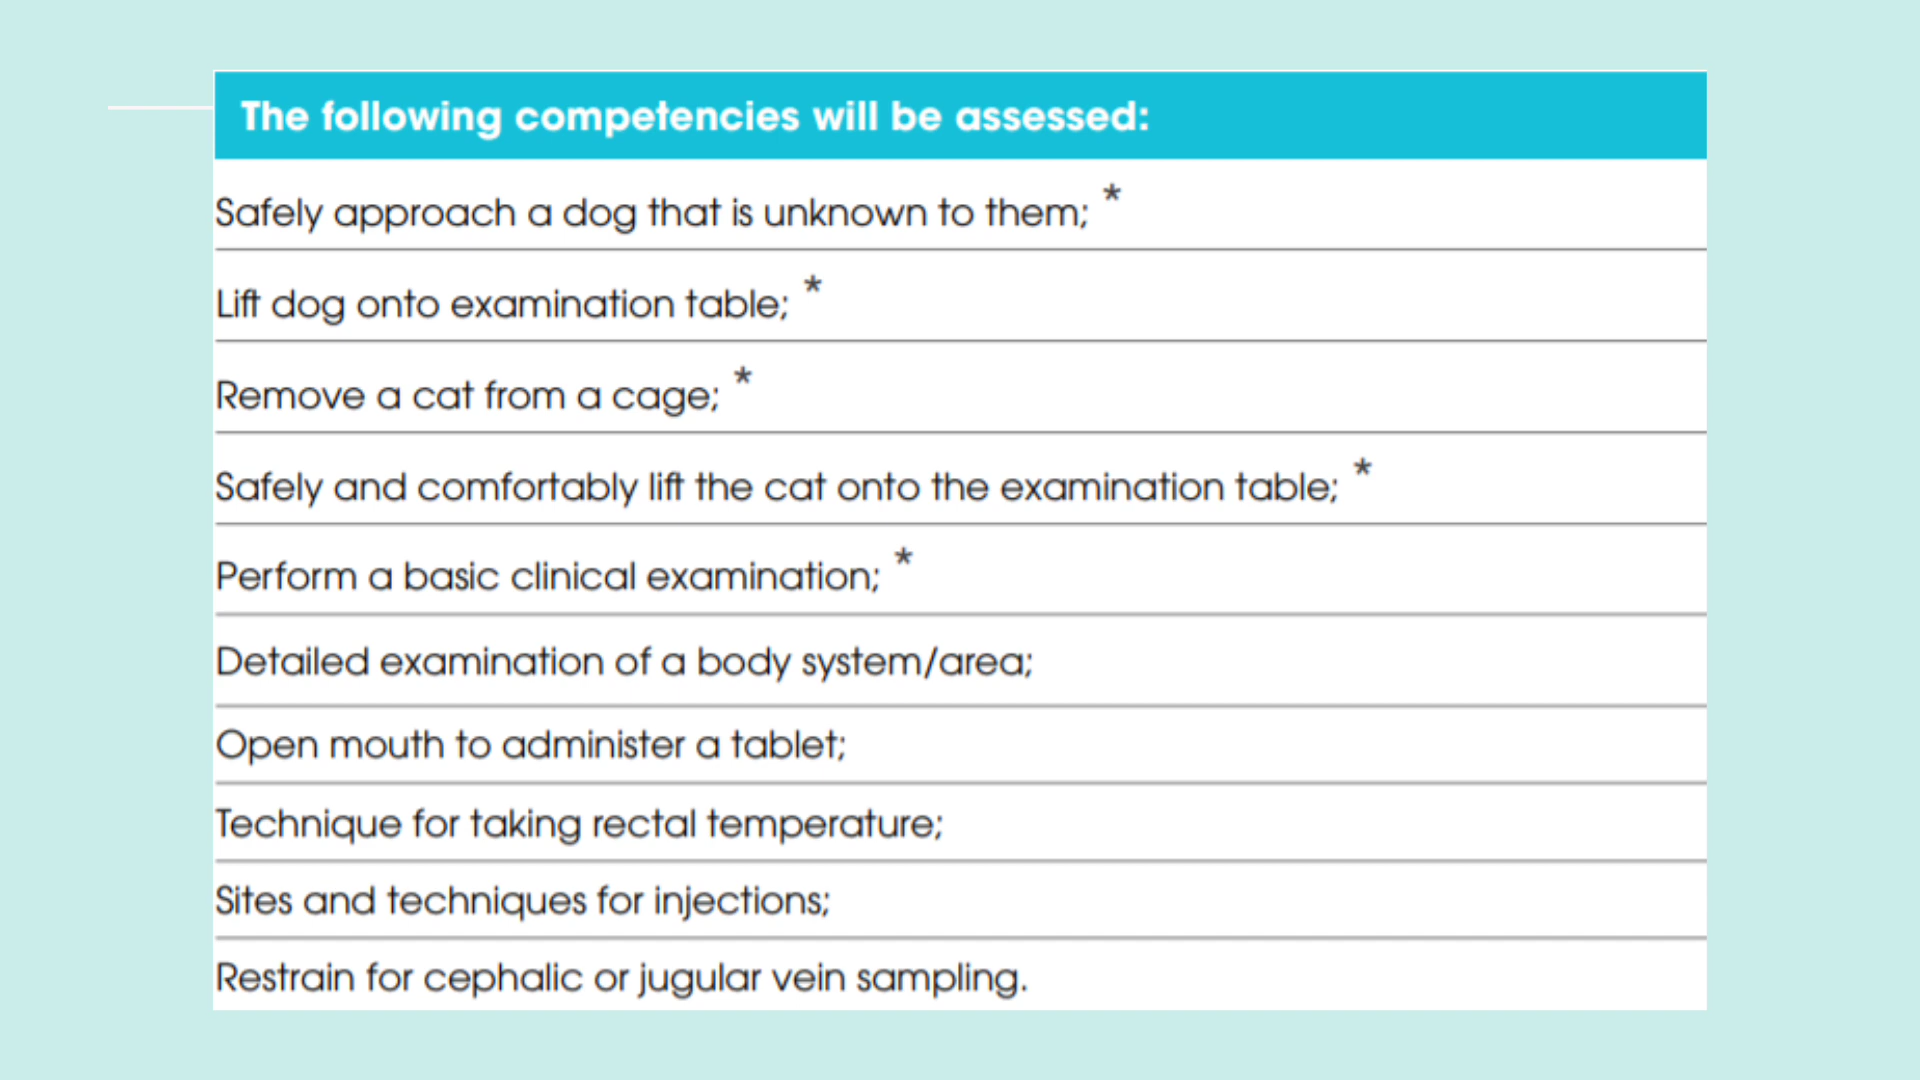 The following competencies will be assessed:
Safely approach a dog that is unknown to them; *
Lift dog onto examination table; *
Remove a cat from a cage; *
Safely and comfortably lift the cat onto the examination table; *
Perform a basic clinical examination; *
Detailed examination of a body system/area;
Open mouth to administer a tablet;
Technique for taking rectal temperature;
Sites and techniques for injections;
Restrain for cephalic or jugular vein sampling.